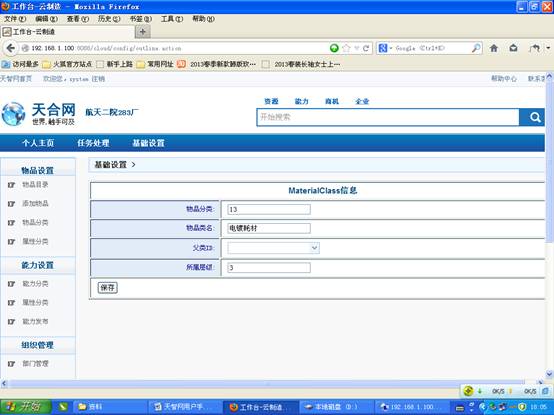 工作台-云制造 - Mozilla Firefox
文件(F) 编辑(E) 查看(V) 历史(S) 书签(B) 工具(T) 帮助(H)
工作台-云制造
192.168.1.100:8080/cloud/config/outline.action
Google <Ctrl+K>
访问最多 火狐官方站点 新手上路 常用网址 2013春季新款韩版欧… 2013春装长袖女士上…
天智网首页 欢迎您,system 注销 帮助中心
天合网
世界,触手可及
航天二院283厂
资源 能力 商机 企业
开始搜索
个人主页 任务处理 基础设置
物品设置
物品目录
添加物品
物品分类
属性分类
能力设置
能力分类
属性分类
能力发布
组织管理
部门管理
基础设置 >
MaterialClass信息
物品分类: 13
物品类名: 电镀耗材
父类ID:
所属层级: 3
保存
0K/S 0K/S
开始 资料 天智网用户手... 工作台-云制造... 本地磁盘 (D:) 192.168.1.100... 18:05